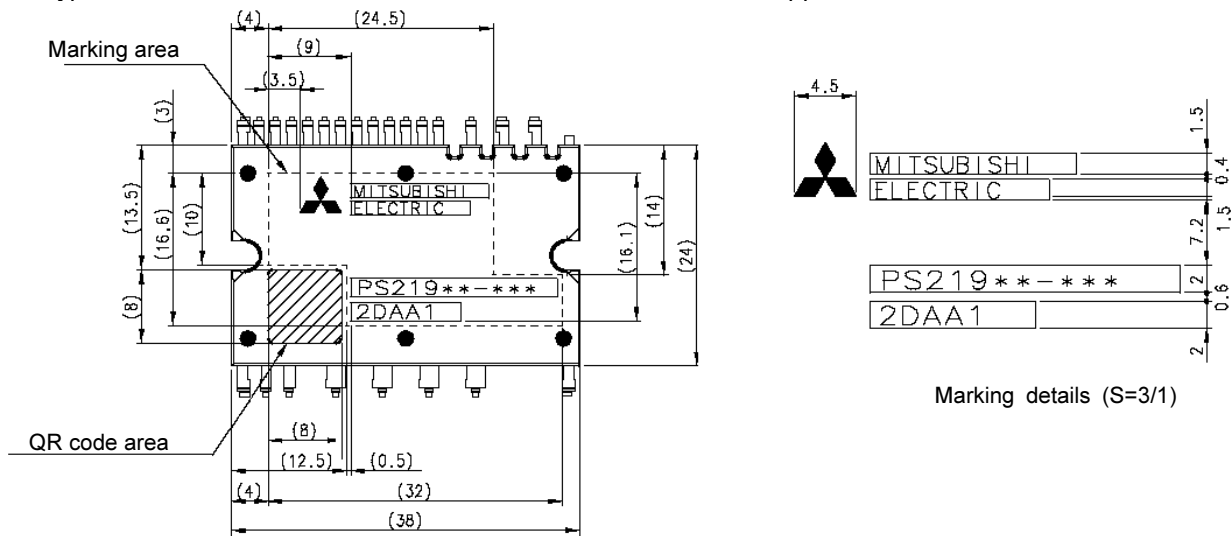 (4)
(24.5)
Marking area
(9)
(3.5)
(3)
MITSUBISHI
ELECTRIC
(13.5)
(16.6)
(10)
(16.1)
(14)
(24)
(8)
PS219**-***
2DAA1
QR code area
(8)
(12.5)
(0.5)
(4)
(32)
(38)
4.5
1.5
MITSUBISHI
0.4
ELECTRIC
1.5
7.2
PS219**-***
2
0.6
2DAA1
2
Marking details (S=3/1)